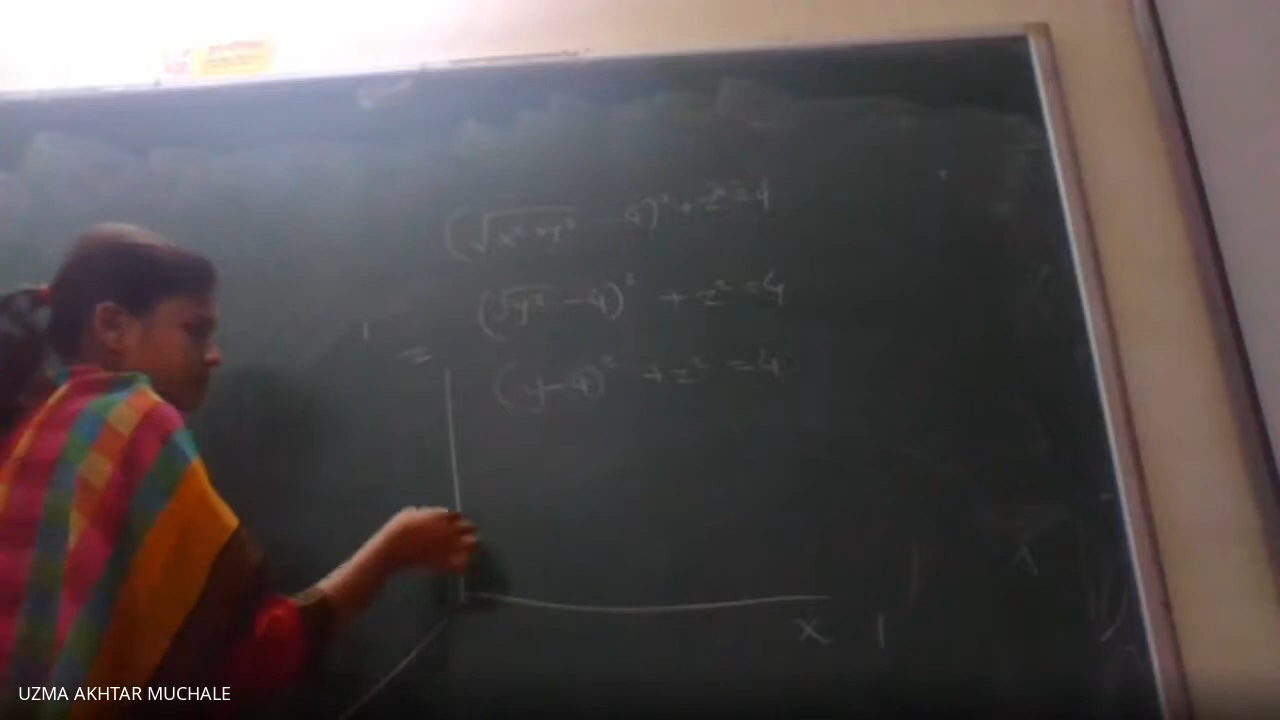 (√x²+y² - 4)² + z² = 4
(√y² - 4)² + z² = 4
(y - 4)² + z² = 4
z
x
UZMA AKHTAR MUCHALE